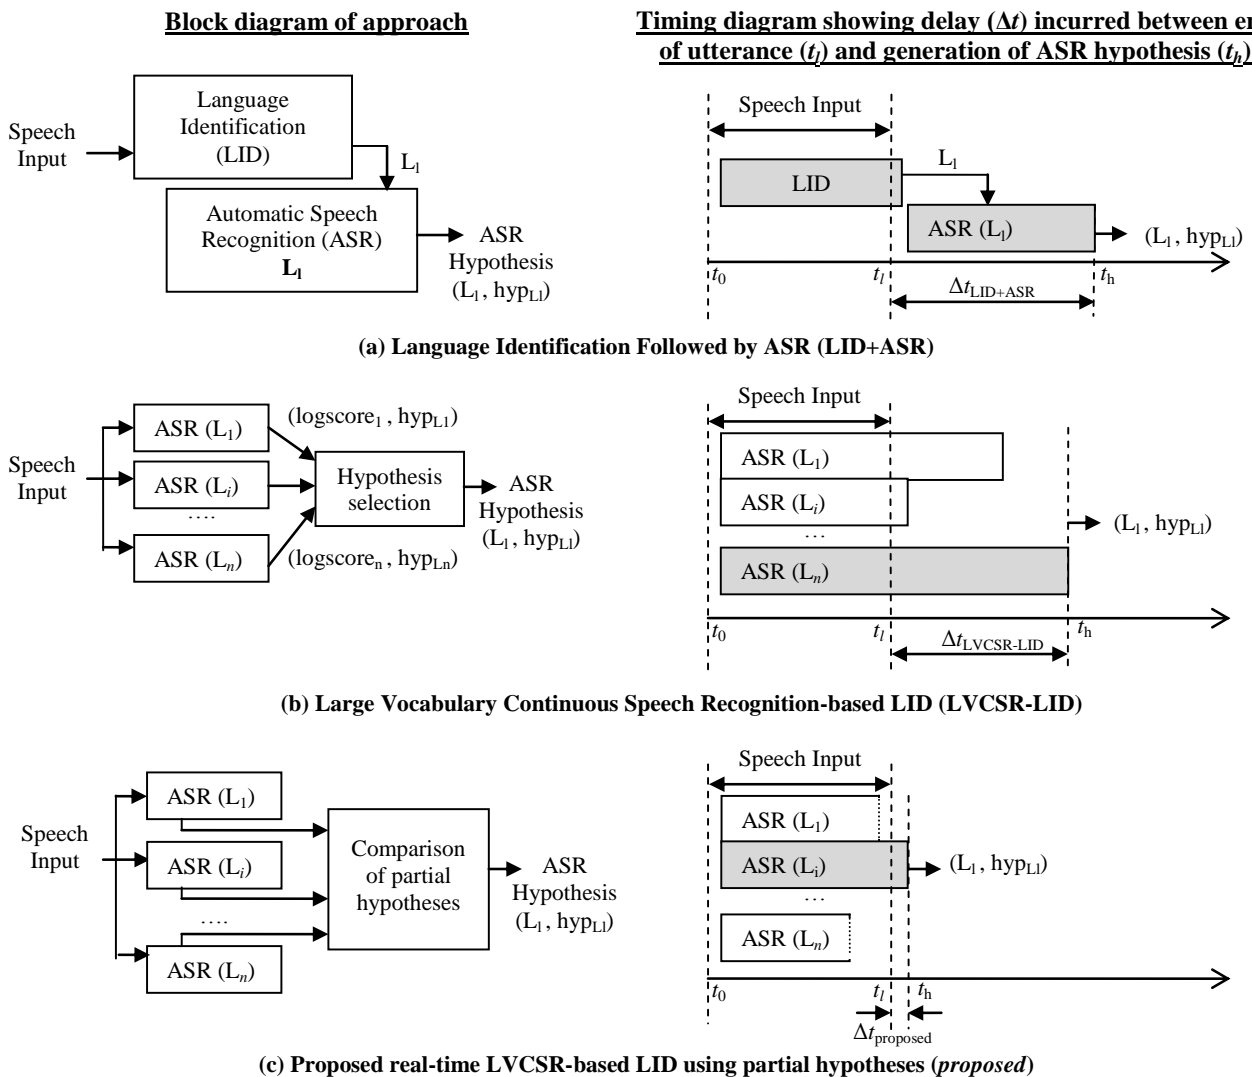 Block diagram of approach
Timing diagram showing delay (Δt) incurred between en
of utterance (tl) and generation of ASR hypothesis (th)
Speech
Input
Language
Identification
(LID)
Ll
Automatic Speech
Recognition (ASR)
Ll
ASR
Hypothesis
(Ll, hypLl)
Speech Input
LID
Ll
ASR (Ll)
(Ll, hypLl)
t0
tl
th
ΔtLID+ASR
(a) Language Identification Followed by ASR (LID+ASR)
Speech
Input
ASR (L1)
ASR (Li)
....
ASR (Ln)
(logscore1, hypL1)
(logscoren, hypLn)
Hypothesis
selection
ASR
Hypothesis
(Ll, hypLl)
Speech Input
ASR (L1)
ASR (Li)
...
ASR (Ln)
(Ll, hypLl)
t0
tl
th
ΔtLVCSR-LID
(b) Large Vocabulary Continuous Speech Recognition-based LID (LVCSR-LID)
Speech
Input
ASR (L1)
ASR (Li)
....
ASR (Ln)
Comparison
of partial
hypotheses
ASR
Hypothesis
(Ll, hypLl)
Speech Input
ASR (L1)
ASR (Li)
...
ASR (Ln)
(Ll, hypLl)
t0
tl
th
Δtproposed
(c) Proposed real-time LVCSR-based LID using partial hypotheses (proposed)